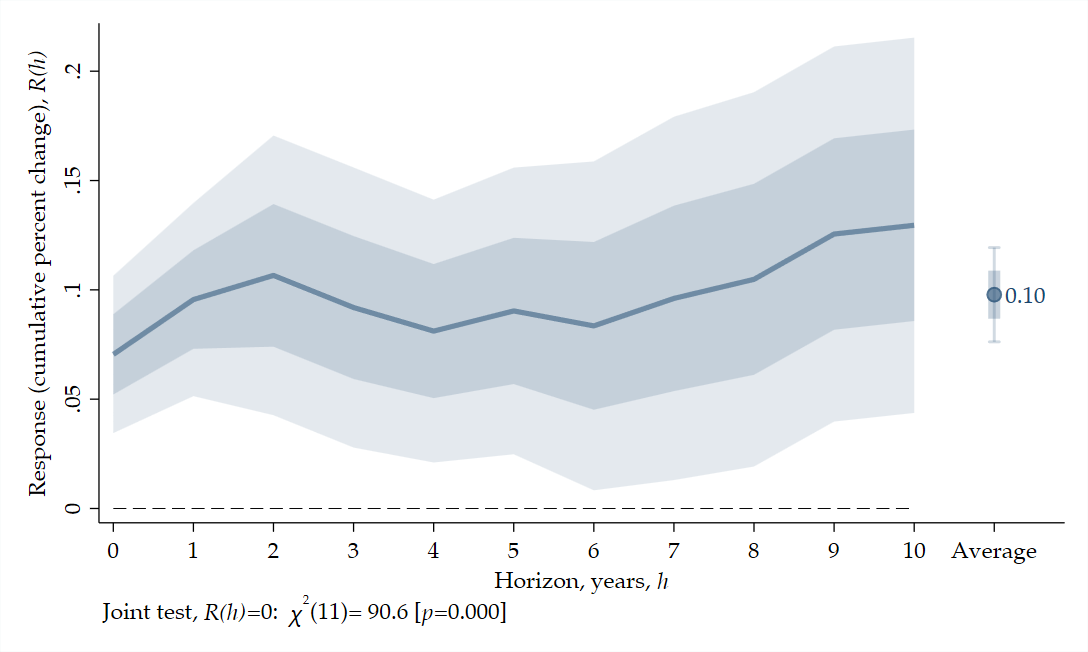 Response (cumulative percent change), R(h)
.2
.15
.1
.05
0
0.10
0 1 2 3 4 5 6 7 8 9 10 Average
Horizon, years, h
Joint test, R(h)=0: χ²(11)= 90.6 [p=0.000]